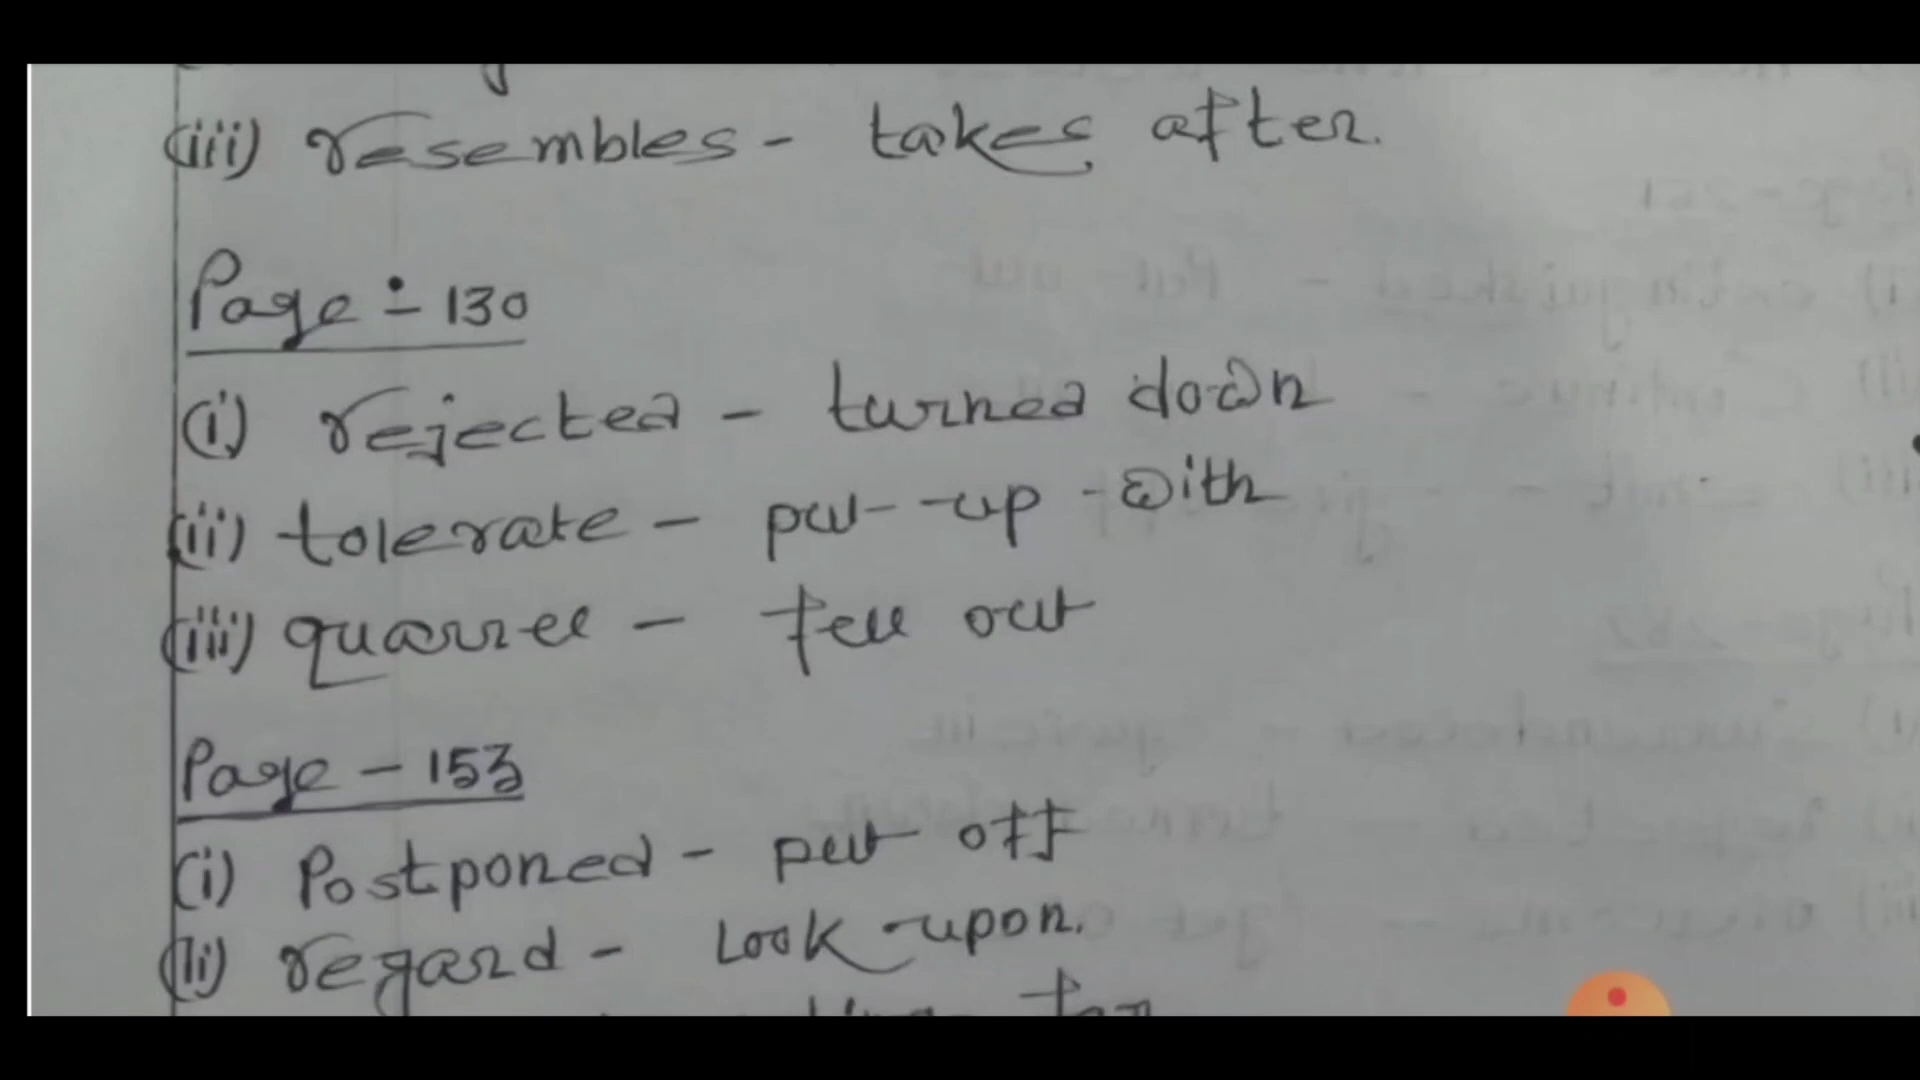 (iii) resembles - takes after.
Page :- 130
(i) rejected - turned down
(ii) tolerate - put-up-with
(iii) quarrel - fell out
Page - 153
(i) Postponed - put off
(ii) regard - Look-upon.